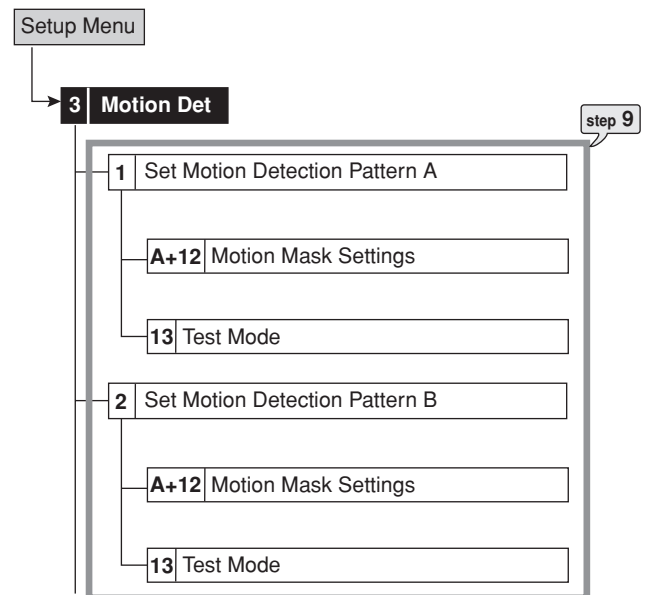 Setup Menu
3 Motion Det
step 9
1 Set Motion Detection Pattern A
A+12 Motion Mask Settings
13 Test Mode
2 Set Motion Detection Pattern B
A+12 Motion Mask Settings
13 Test Mode